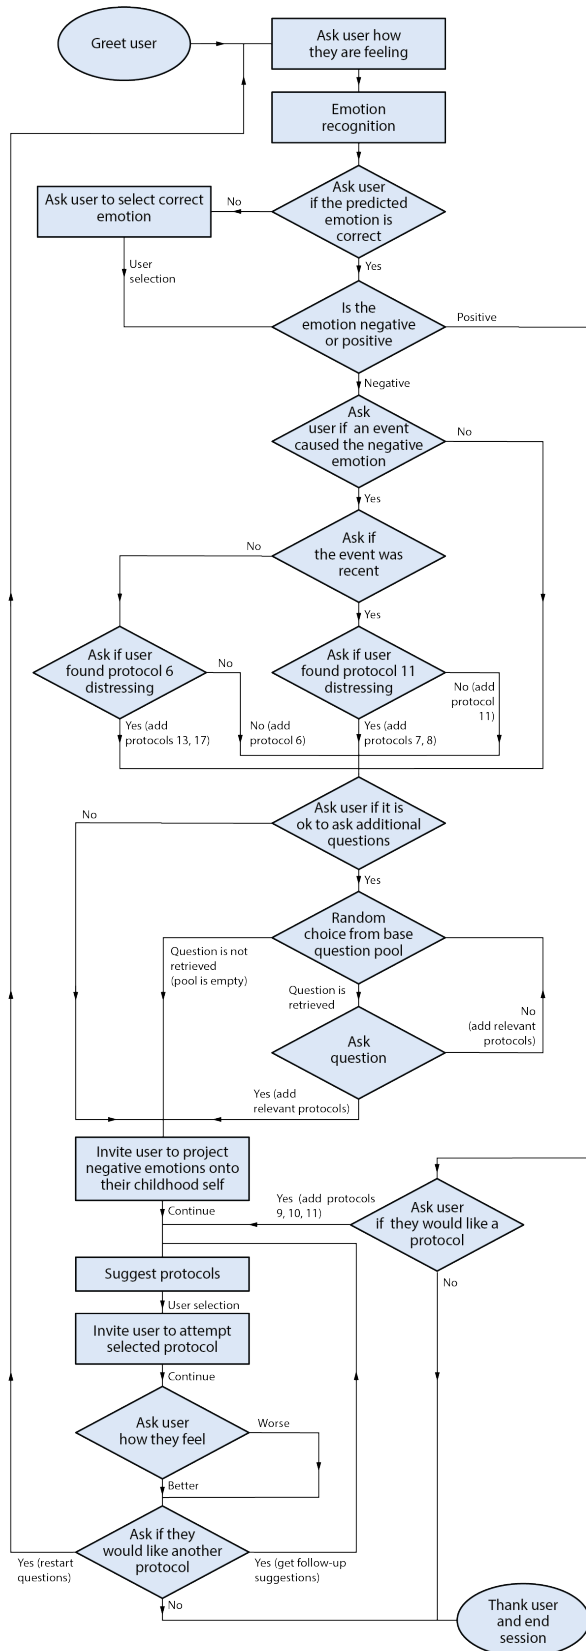 Greet user
Ask user how
they are feeling
Emotion
recognition
Ask user
if the predicted
emotion is
correct
No
Ask user to select correct
emotion
User
selection
Yes
Is the
emotion negative
or positive
Positive
Negative
Ask
user if an event
caused the negative
emotion
No
Yes
Ask if
the event was
recent
No
Yes
Ask if user
found protocol 6
distressing
No
Ask if user
found protocol 11
distressing
No (add
protocol
11)
Yes (add
protocols 13, 17)
No (add
protocol 6)
Yes (add
protocols 7, 8)
Ask user if it is
ok to ask additional
questions
No
Yes
Random
choice from base
question pool
Question is not
retrieved
(pool is empty)
Question is
retrieved
Ask
question
No
(add relevant
protocols)
Yes (add
relevant protocols)
Invite user to project
negative emotions onto
their childhood self
Continue
Yes (add protocols
9, 10, 11)
Ask user
if they would like a
protocol
No
Suggest protocols
User selection
Invite user to attempt
selected protocol
Continue
Ask user
how they feel
Worse
Better
Ask if they
would like another
protocol
Yes (restart
questions)
Yes (get follow-up
suggestions)
No
Thank user
and end
session